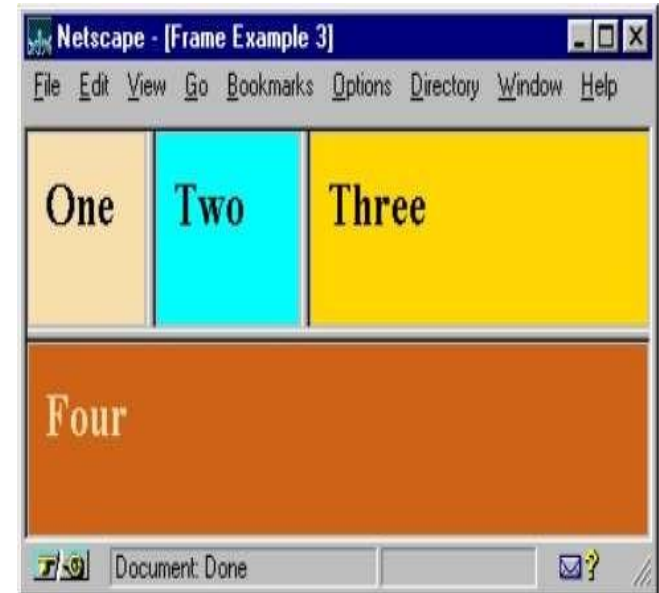 Netscape - [Frame Example 3]
File Edit View Go Bookmarks Options Directory Window Help
One Two Three
Four
Document: Done